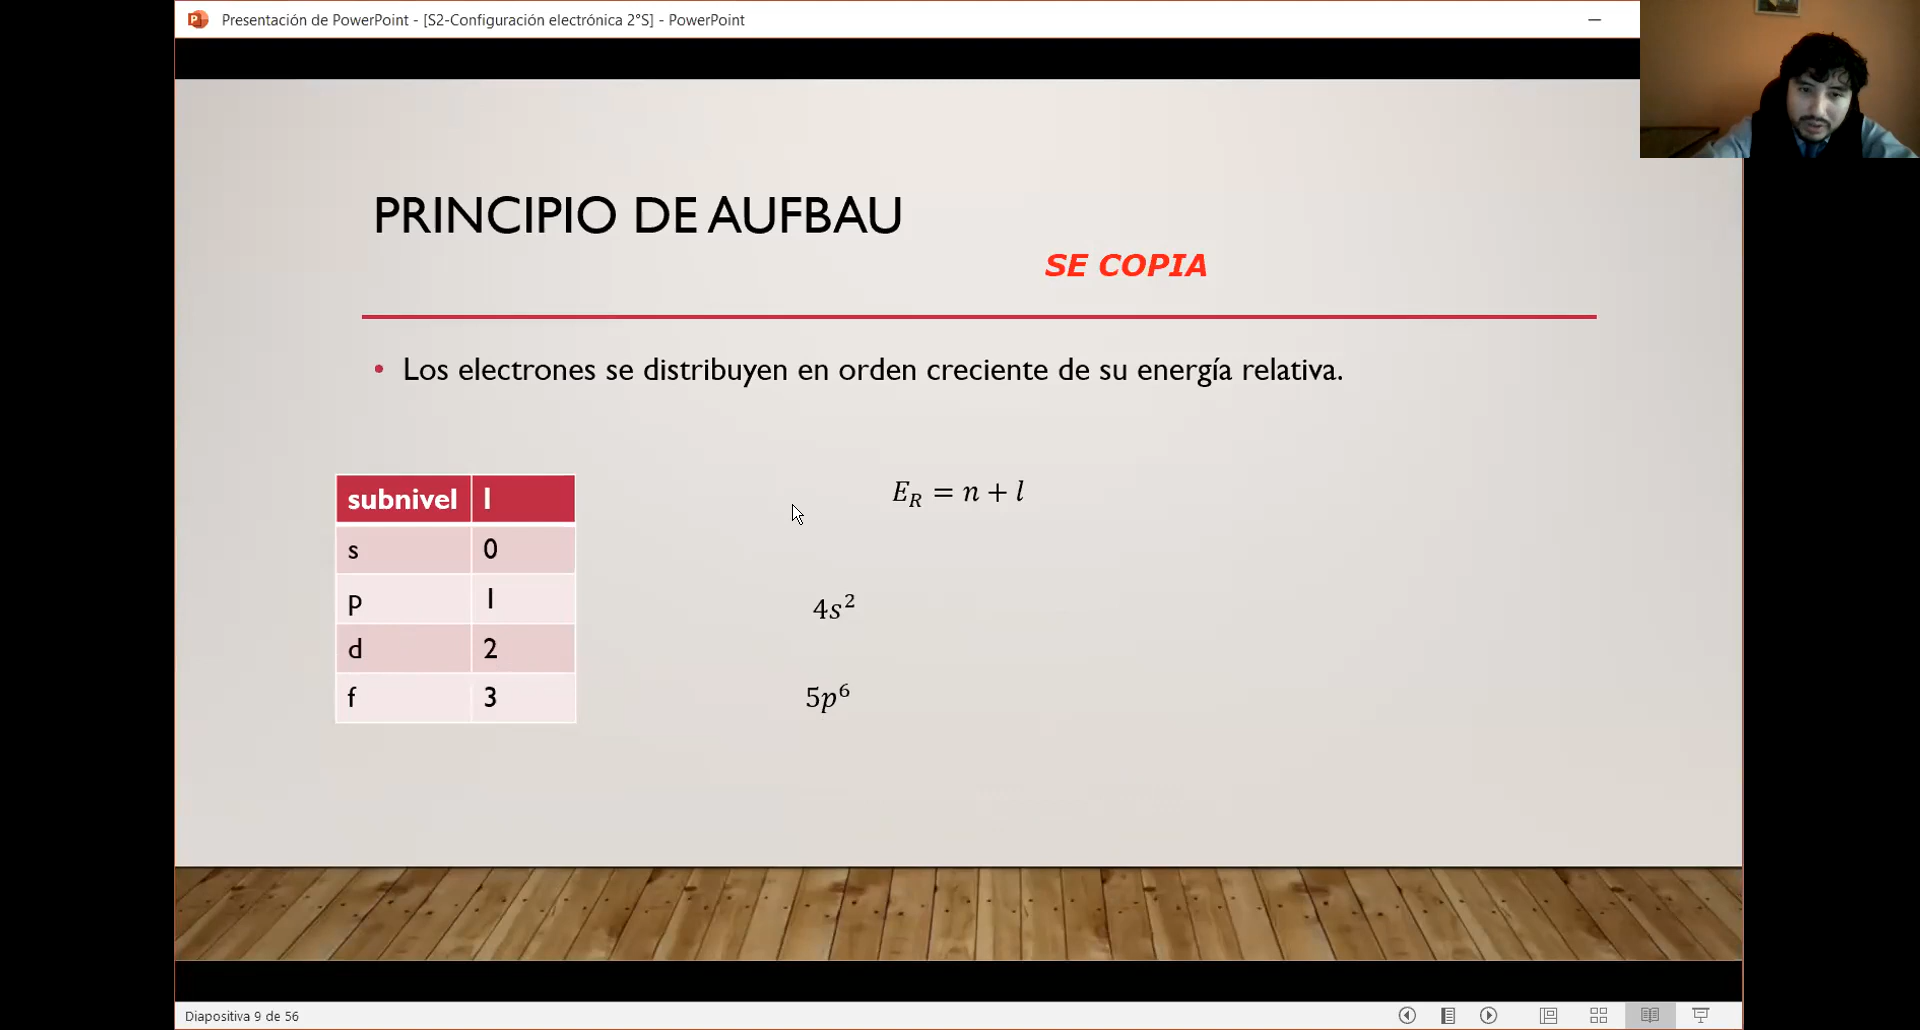 Presentación de PowerPoint - [S2-Configuración electrónica 2°S] - PowerPoint
PRINCIPIO DE AUFBAU
SE COPIA
• Los electrones se distribuyen en orden creciente de su energía relativa.
subnivel l
s 0
p 1
d 2
f 3
E_R = n + l
4s²
5p⁶
Diapositiva 9 de 56